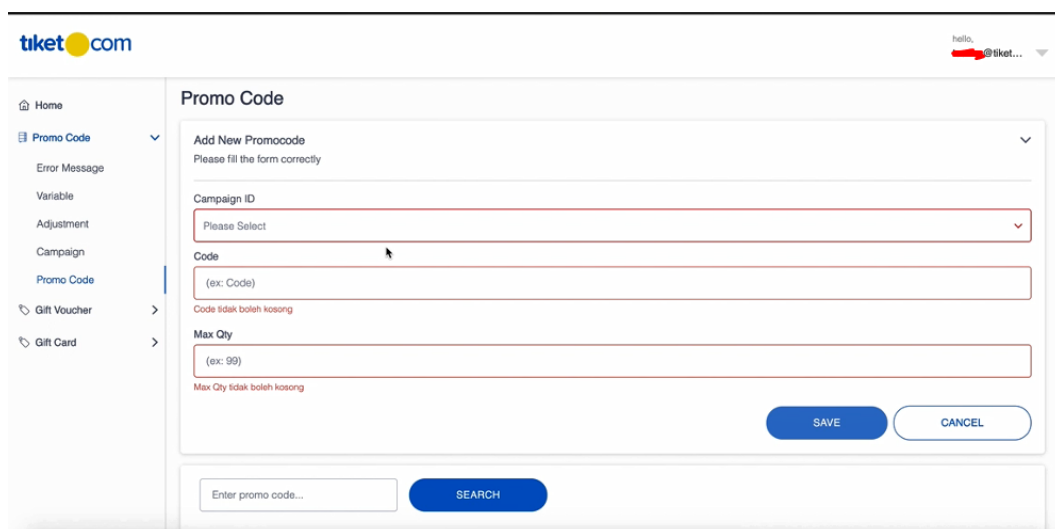 tiket com
hello,
@tiket...
Home
Promo Code
Error Message
Variable
Adjustment
Campaign
Promo Code
Gift Voucher
Gift Card
Promo Code
Add New Promocode
Please fill the form correctly
Campaign ID
Please Select
Code
(ex: Code)
Code tidak boleh kosong
Max Qty
(ex: 99)
Max Qty tidak boleh kosong
SAVE
CANCEL
Enter promo code...
SEARCH